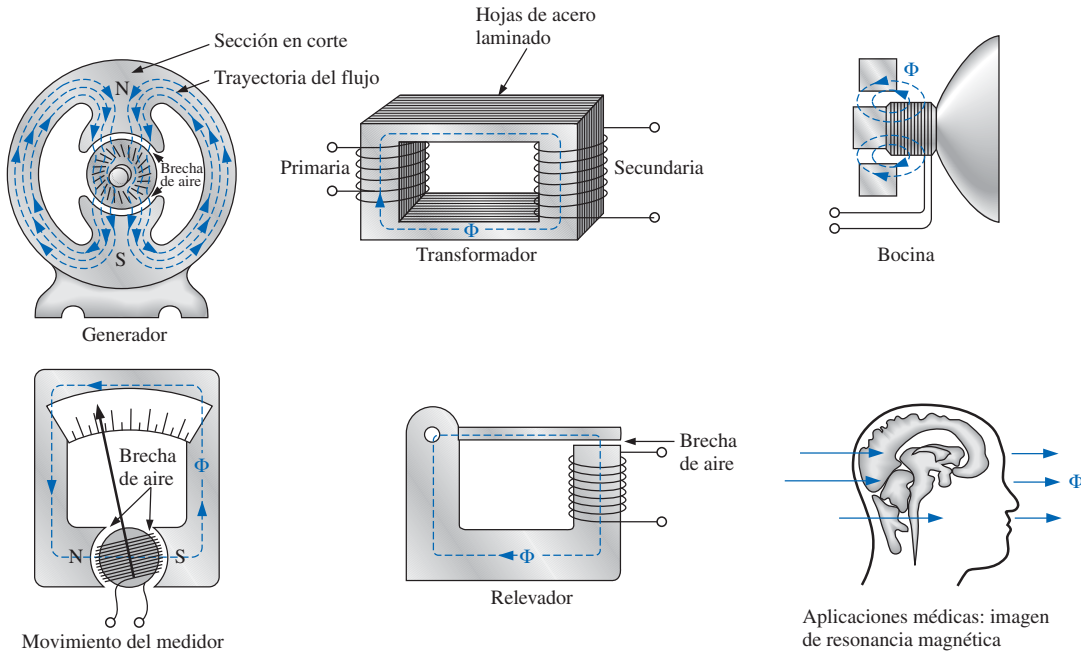 Sección en corte
Trayectoria del flujo
N
Brecha
de aire
S
Generador
Hojas de acero
laminado
Primaria
Secundaria
Φ
Transformador
Φ
Bocina
Brecha
de aire
Φ
N
S
Movimiento del medidor
Brecha
de aire
Φ
Relevador
Φ
Aplicaciones médicas: imagen
de resonancia magnética